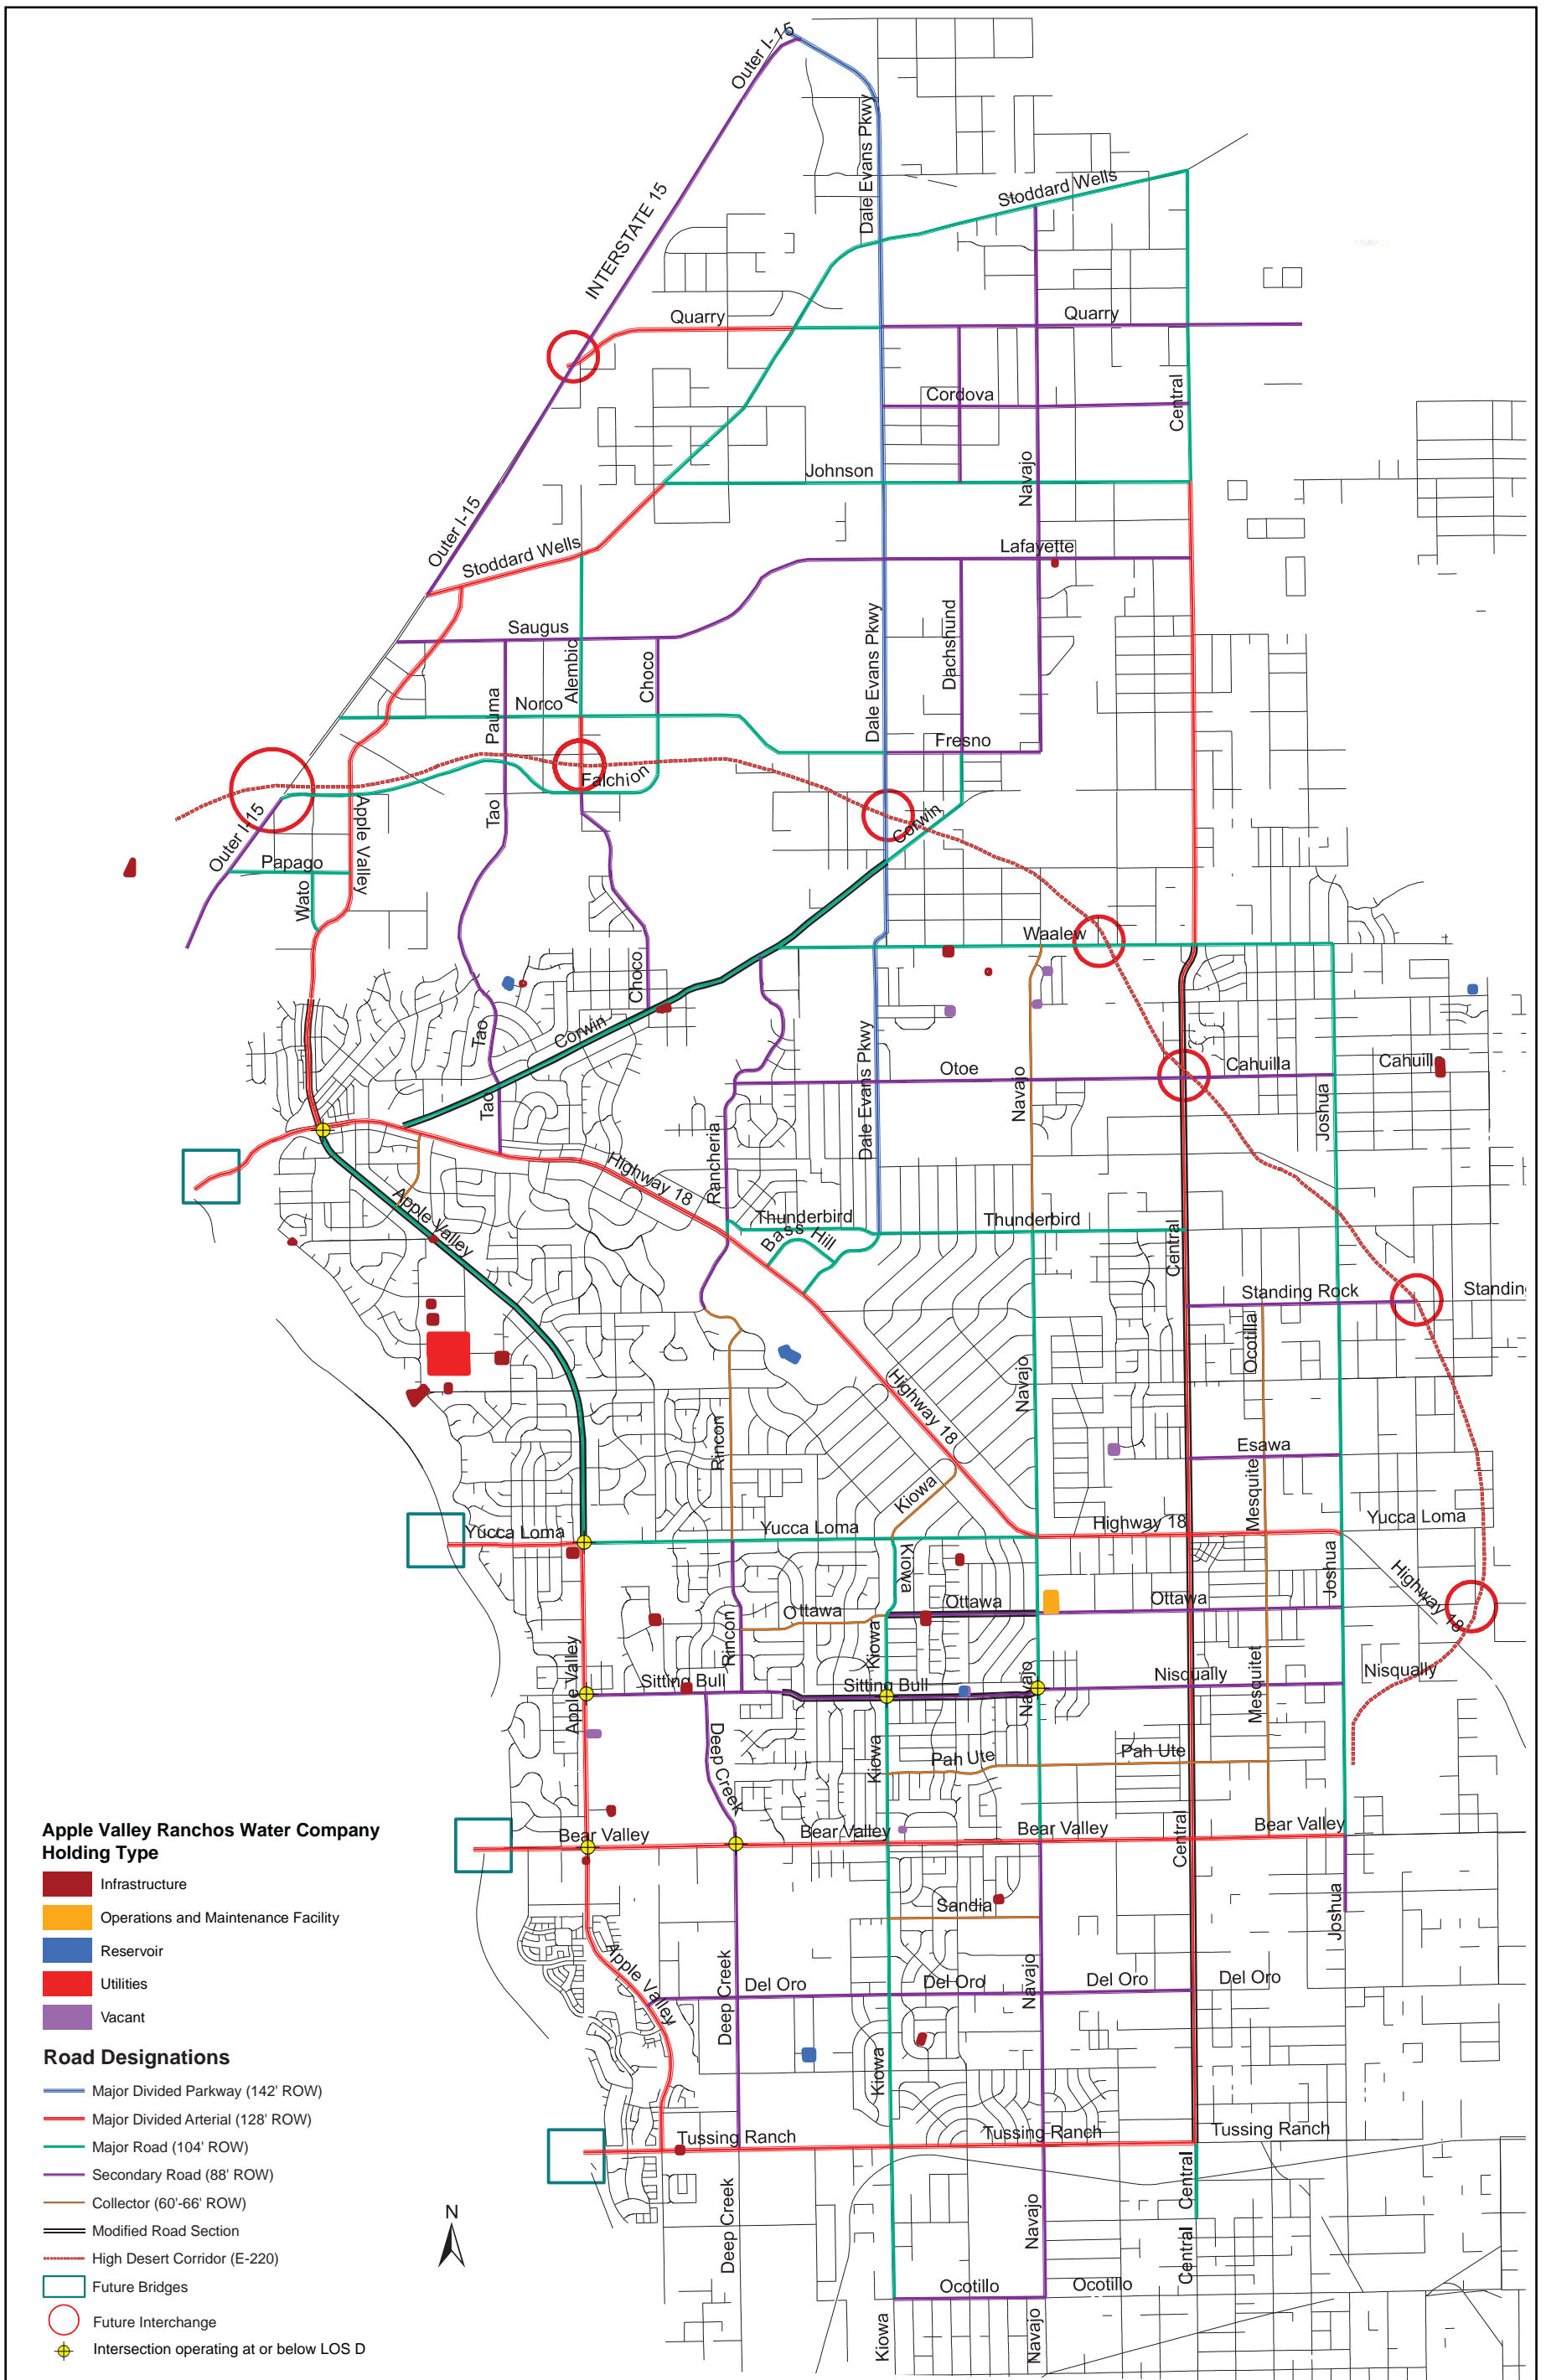 Outer I-15
Dale Evans Pkwy
Stoddard Wells
INTERSTATE 15
Quarry
Quarry
Cordova
Central
Johnson
Navajo
Outer I-15
Stoddard Wells
Lafayette
Saugus
Alembic
Choco
Dale Evans Pkwy
Dachshund
Pauma
Norco
Fresno
Falchion
Tao
Apple Valley
Corwin
Outer I-15
Papago
Wato
Waalew
Choco
Tao
Corwin
Otoe
Cahuilla
Cahuilla
Navajo
Joshua
Tao
Dale Evans Pkwy
Rancheria
Highway 18
Apple Valley
Thunderbird
Bass Hill
Thunderbird
Central
Standing Rock
Standing
Ocotilla
Navajo
Highway 18
Rincon
Esawa
Mesquite
Kiowa
Yucca Loma
Yucca Loma
Highway 18
Yucca Loma
Kiowa
Joshua
Highway 18
Ottawa
Ottawa
Ottawa
Rincon
Kiowa
Apple Valley
Sitting Bull
Sitting Bull
Navajo
Nisqually
Nisqually
Mesquitet
Deep Creek
Kiowa
Pah Ute
Pah Ute
Bear Valley
Bear Valley
Bear Valley
Bear Valley
Central
Sandia
Joshua
Apple Valley
Deep Creek
Del Oro
Del Oro
Navajo
Del Oro
Del Oro
Kiowa
Tussing Ranch
Tussing Ranch
Tussing Ranch
Central
Deep Creek
Navajo
Central
Ocotillo
Ocotillo
Kiowa
Navajo
Apple Valley Ranchos Water Company
Holding Type
Infrastructure
Operations and Maintenance Facility
Reservoir
Utilities
Vacant
Road Designations
Major Divided Parkway (142' ROW)
Major Divided Arterial (128' ROW)
Major Road (104' ROW)
Secondary Road (88' ROW)
Collector (60'-66' ROW)
Modified Road Section
High Desert Corridor (E-220)
Future Bridges
Future Interchange
Intersection operating at or below LOS D
N